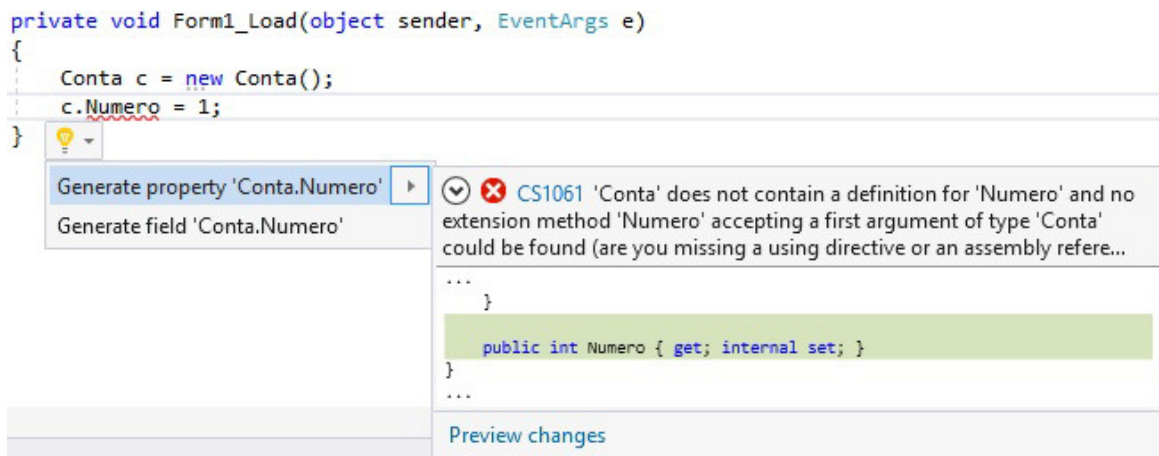 private void Form1_Load(object sender, EventArgs e)
{
Conta c = new Conta();
c.Numero = 1;
}
Generate property 'Conta.Numero'
Generate field 'Conta.Numero'
CS1061 'Conta' does not contain a definition for 'Numero' and no
extension method 'Numero' accepting a first argument of type 'Conta'
could be found (are you missing a using directive or an assembly refere...
...
}
public int Numero { get; internal set; }
}
...
Preview changes